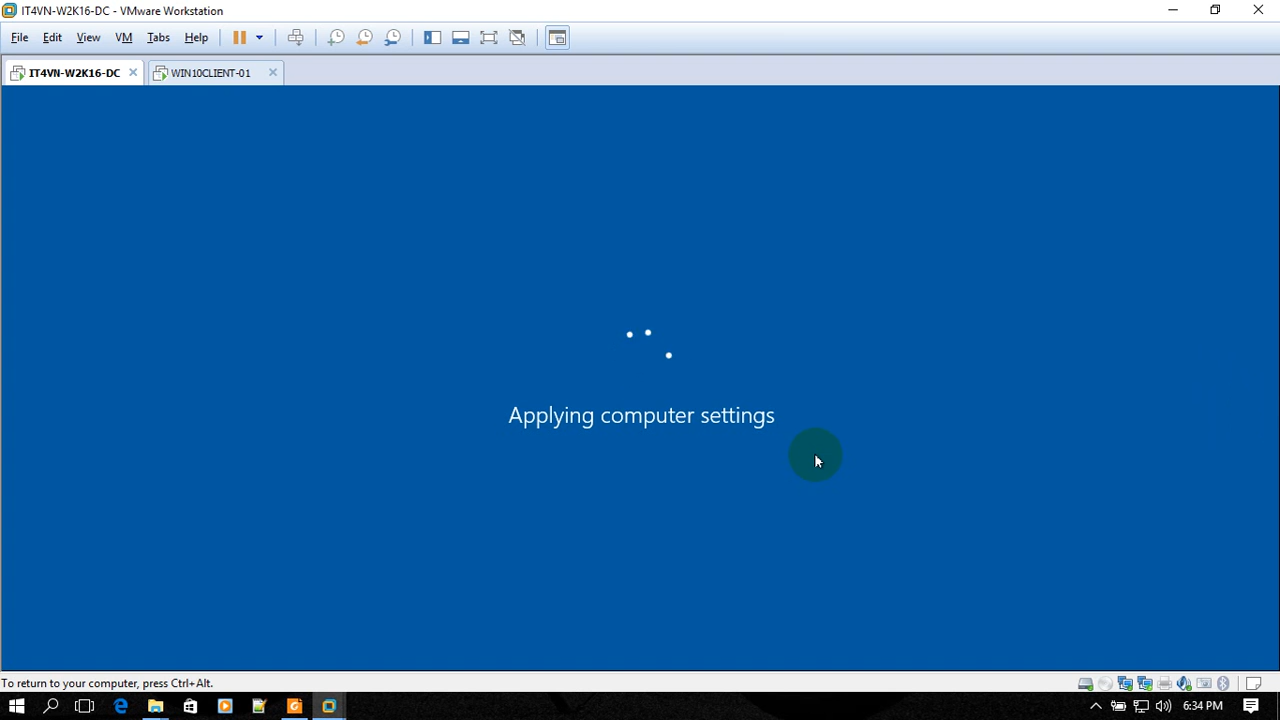 IT4VN-W2K16-DC - VMware Workstation
File Edit View VM Tabs Help
IT4VN-W2K16-DC WIN10CLIENT-01
Applying computer settings
To return to your computer, press Ctrl+Alt.
6:34 PM